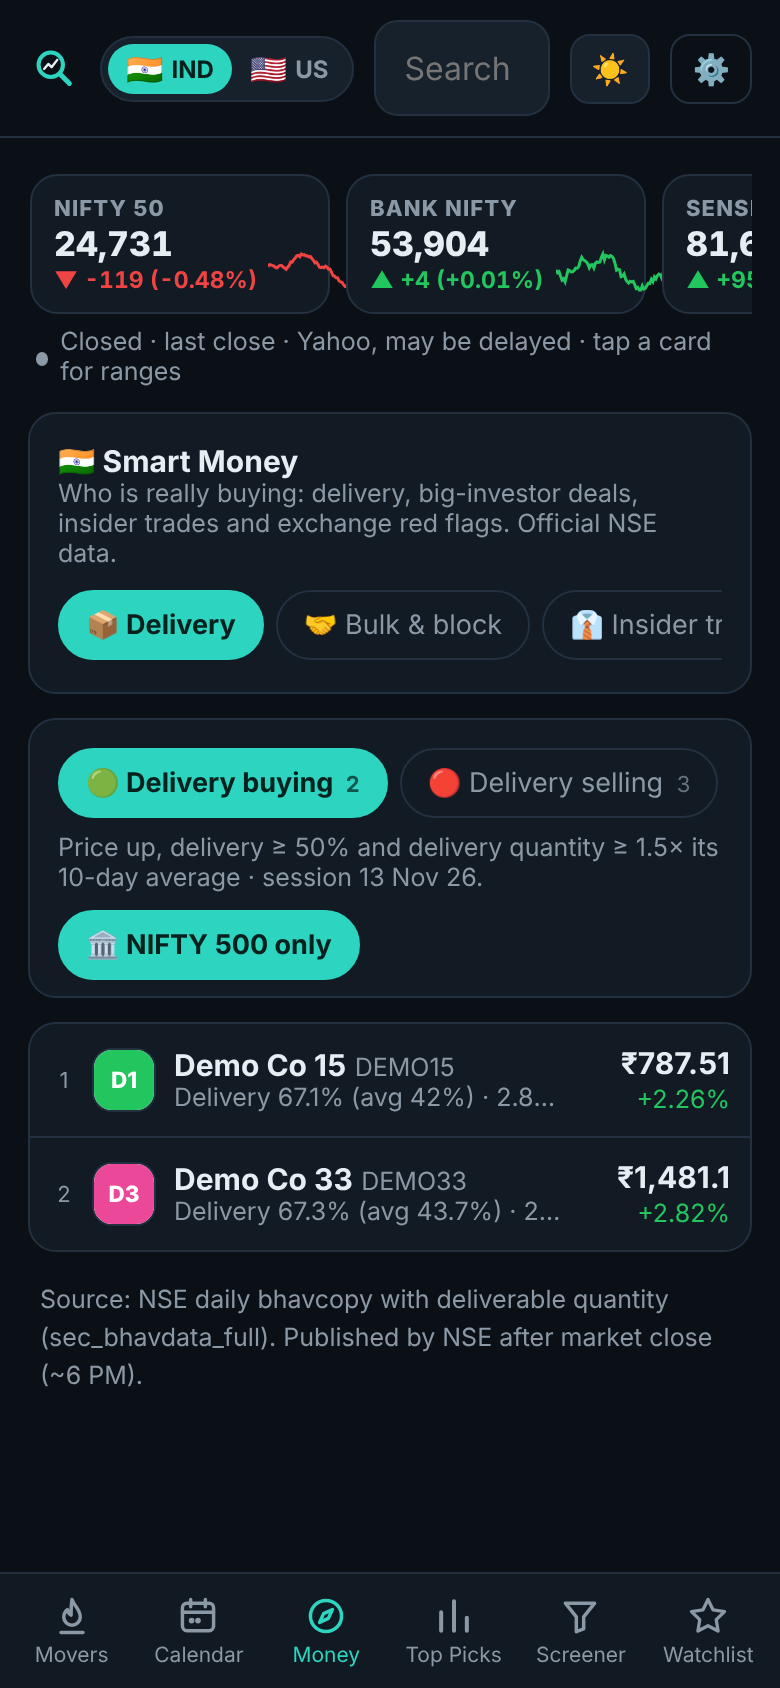 IND
US
Search
NIFTY 50
24,731
▼ -119 (-0.48%)
BANK NIFTY
53,904
▲ +4 (+0.01%)
SENS
81,6
▲ +95
Closed · last close · Yahoo, may be delayed · tap a card
for ranges
Smart Money
Who is really buying: delivery, big-investor deals,
insider trades and exchange red flags. Official NSE
data.
Delivery
Bulk & block
Insider tr
Delivery buying 2
Delivery selling 3
Price up, delivery ≥ 50% and delivery quantity ≥ 1.5× its
10-day average · session 13 Nov 26.
NIFTY 500 only
1
D1
Demo Co 15 DEMO15
₹787.51
Delivery 67.1% (avg 42%) · 2.8...
+2.26%
2
D3
Demo Co 33 DEMO33
₹1,481.1
Delivery 67.3% (avg 43.7%) · 2...
+2.82%
Source: NSE daily bhavcopy with deliverable quantity
(sec_bhavdata_full). Published by NSE after market close
(~6 PM).
Movers
Calendar
Money
Top Picks
Screener
Watchlist